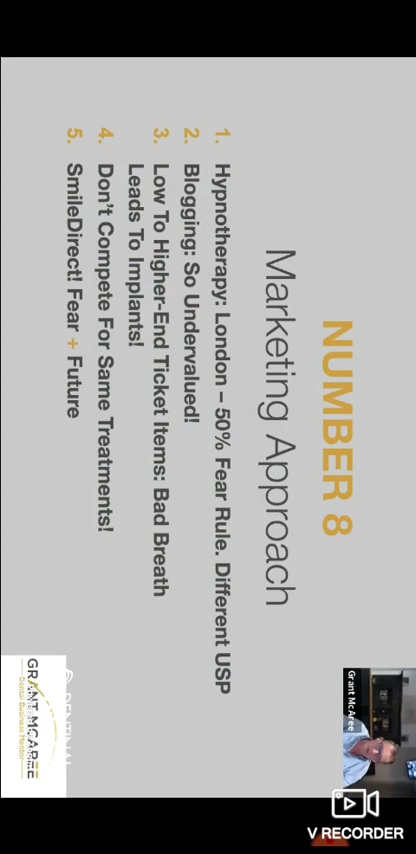 NUMBER 8
Marketing Approach
1. Hypnotherapy: London – 50% Fear Rule. Different USP
2. Blogging: So Undervalued!
3. Low To Higher-End Ticket Items: Bad Breath
Leads To Implants!
4. Don't Compete For Same Treatments!
5. SmileDirect! Fear + Future
Grant McAree
GRANT MCAREE
Dental Business Mentor
V RECORDER